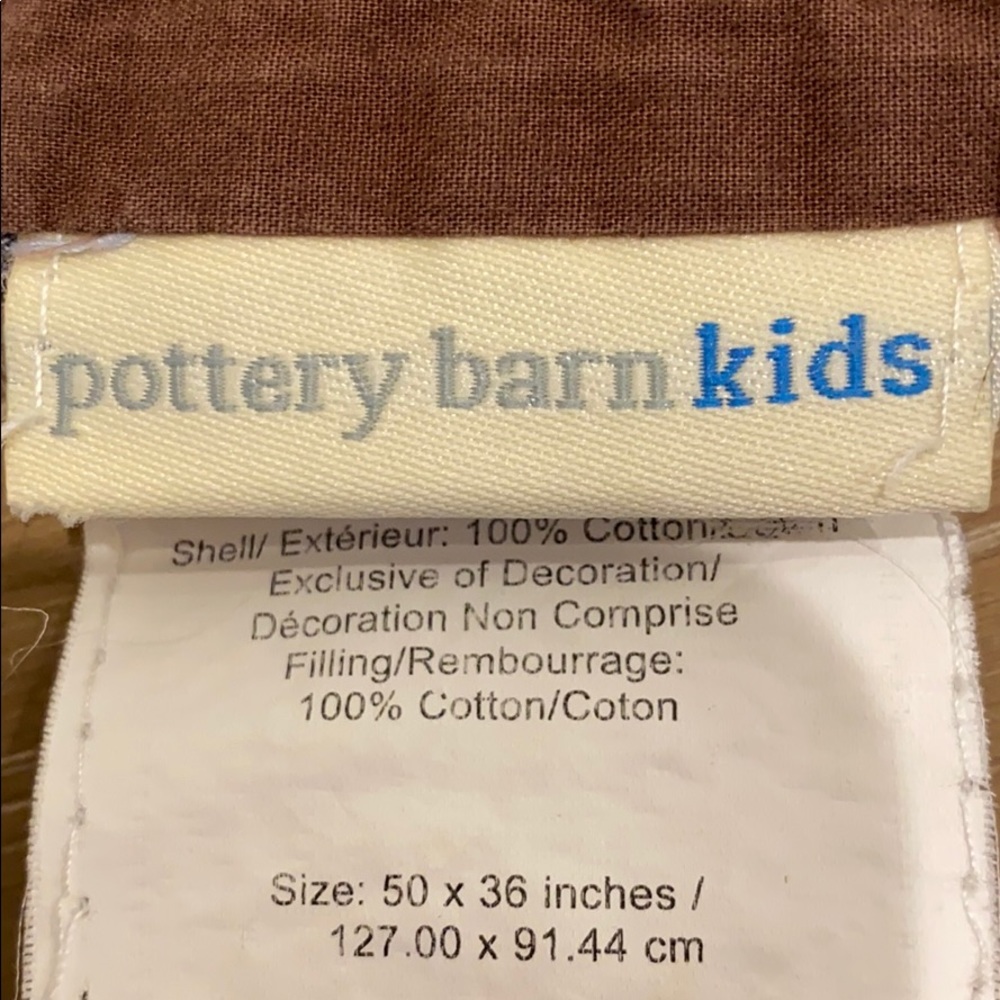 pottery barn kids
Shell/ Extérieur: 100% Cotton
Exclusive of Decoration/
Décoration Non Comprise
Filling/Rembourrage:
100% Cotton/Coton
Size: 50 x 36 inches /
127.00 x 91.44 cm